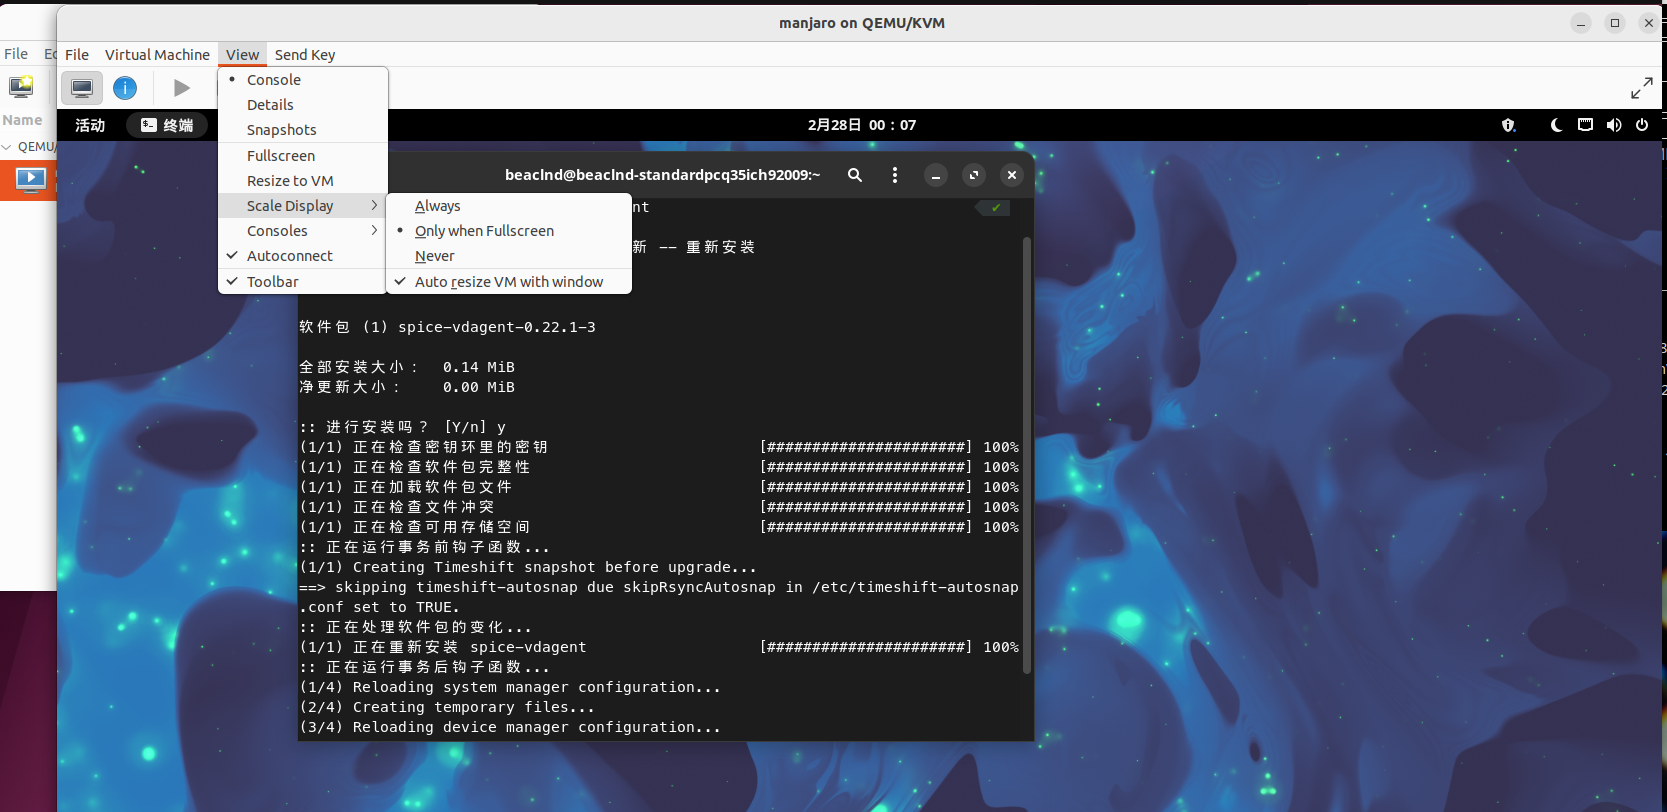 manjaro on QEMU/KVM
File
File Virtual Machine View Send Key
Name
QEMU/
Console
Details
Snapshots
Fullscreen
Resize to VM
Scale Display
Consoles
Autoconnect
Toolbar
Always
Only when Fullscreen
Never
Auto resize VM with window
活动 终端 2月28日 00：07
beaclnd@beaclnd-standardpcq35ich92009:~
nt
新 -- 重新安装
软件包 (1) spice-vdagent-0.22.1-3
全部安装大小： 0.14 MiB
净更新大小： 0.00 MiB
:: 进行安装吗？ [Y/n] y
(1/1) 正在检查密钥环里的密钥 [######################] 100%
(1/1) 正在检查软件包完整性 [######################] 100%
(1/1) 正在加载软件包文件 [######################] 100%
(1/1) 正在检查文件冲突 [######################] 100%
(1/1) 正在检查可用存储空间 [######################] 100%
:: 正在运行事务前钩子函数...
(1/1) Creating Timeshift snapshot before upgrade...
==> skipping timeshift-autosnap due skipRsyncAutosnap in /etc/timeshift-autosnap
.conf set to TRUE.
:: 正在处理软件包的变化...
(1/1) 正在重新安装 spice-vdagent [######################] 100%
:: 正在运行事务后钩子函数...
(1/4) Reloading system manager configuration...
(2/4) Creating temporary files...
(3/4) Reloading device manager configuration...